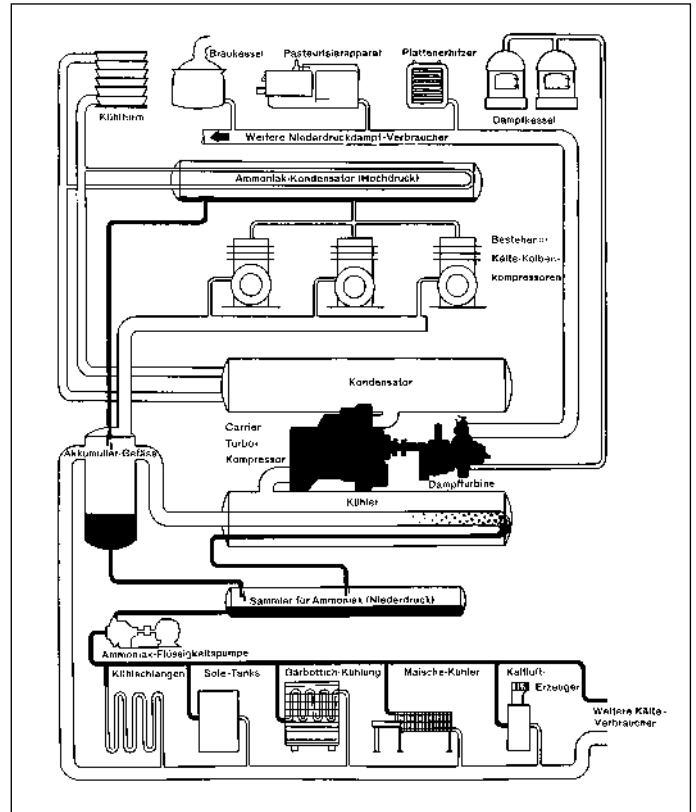 Braukessel
Pasteurisierapparat
Plattenerhitzer
Kühlturm
Dampfkessel
Weitere Niederdruckdampf-Verbraucher
Ammoniak-Kondensator (Hochdruck)
Kälte-Kolben-
kompressoren
Kondensator
Carrier
Turbo-
Kompressor
Akkumulier-Gefäss
Dampfturbine
Kühler
Sammler für Ammoniak (Niederdruck)
Ammoniak-Flüssigkeitspumpe
Kühlschlangen
Sole-Tanks
Gärbottich-Kühlung
Maische-Kühler
Kaltluft-
Erzeuger
Weitere Kälte-
Verbraucher